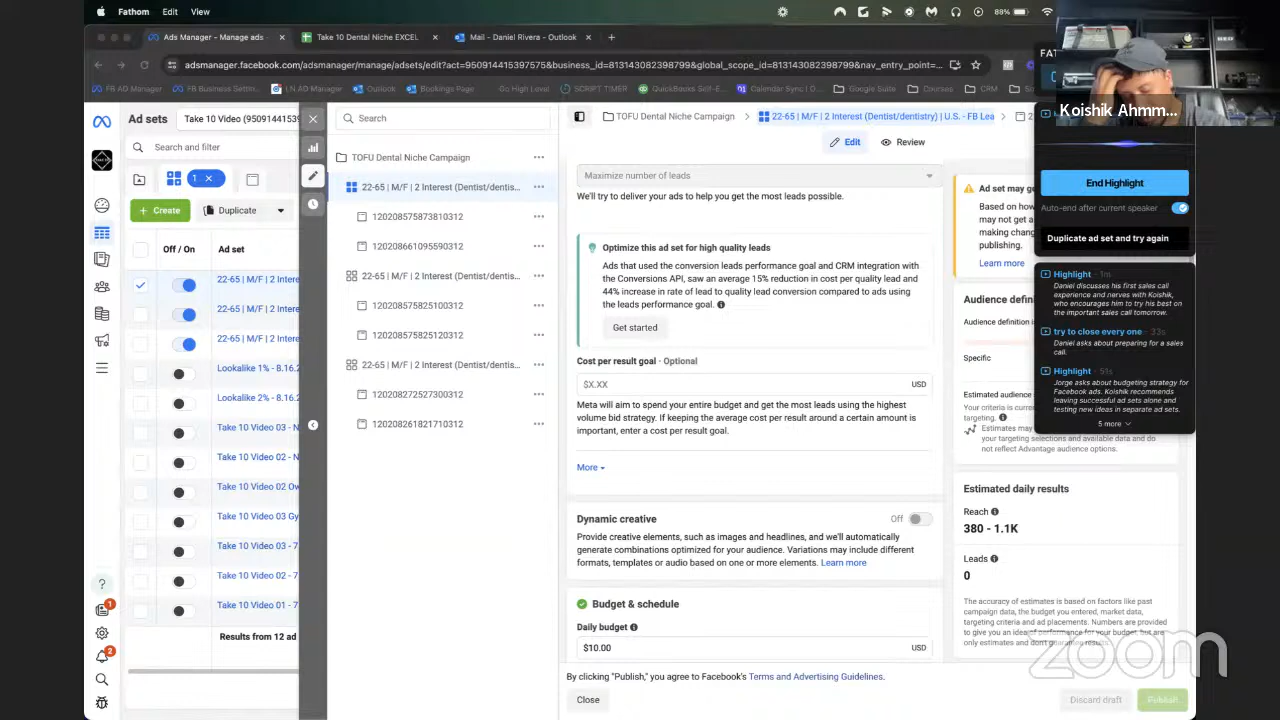 Fathom Edit View
88%
Ads Manager - Manage ads -
Take 10 Dental Niche EXCEL
Mail - Daniel Rivera - Outlook
adsmanager.facebook.com/adsmanager/manage/adsets/edit?act=950914415397575&business_id=813143082398799&global_scope_id=813143082398799&nav_entry_point=...
FB AD Manager
FB Business Settin...
LN AD Manager
Outlook
Bookings Page
Go High Level
SCRIPT TIMER
QuickBooks Self-E...
Calendar Sync | O...
Google Suite
Courses
CRM
Koishik Ahmm...
Ad sets
Take 10 Video (9509144153
Search and filter
1
+ Create
Duplicate
Off / On
Ad set
22-65 | M/F | 2 Inter
22-65 | M/F | 2 Inter
22-65 | M/F | 2 Inter
Lookalike 1% - 8.16.2
Lookalike 2% - 8.16.
Take 10 Video 03 - N
Take 10 Video 02 - N
Take 10 Video 02 Ow
Take 10 Video 03 Gy
Take 10 Video 03 - 7
Take 10 Video 02 - 7
Take 10 Video 01 - 7
Results from 12 ad
1
2
Search
TOFU Dental Niche Campaign
22-65 | M/F | 2 Interest (Dentist/dentis...
1202085758738​10312
120208661095590312
22-65 | M/F | 2 Interest (Dentist/dentis...
120208575825100312
120208575825120312
22-65 | M/F | 2 Interest (Dentist/dentis...
120208217527300312
120208201821710312
TOFU Dental Niche Campaign
22-65 | M/F | 2 Interest (Dentist/dentistry) | U.S. - FB Lea
Edit
Review
Maximize number of leads
We'll try to deliver your ads to help you get the most leads possible.
Optimize this ad set for high quality leads
Ads that used the conversion leads performance goal and CRM integration with
the Conversions API, saw an average 15% reduction in cost per quality lead and
44% increase in rate of lead to quality lead conversion compared to ads using
the leads performance goal.
Get started
Cost per result goal · Optional
$X.XX
USD
Meta will aim to spend your entire budget and get the most leads using the highest
volume bid strategy. If keeping the average cost per result around a certain amount is
important, enter a cost per result goal.
More
Dynamic creative
Off
Provide creative elements, such as images and headlines, and we'll automatically
generate combinations optimized for your audience. Variations may include different
formats, templates or audio based on one or more elements. Learn more
Budget & schedule
Daily budget
$10.00
USD
By clicking "Publish," you agree to Facebook's Terms and Advertising Guidelines.
Close
Discard draft
Publish
Ad set may ge
Based on how
may not get a
making chang
publishing.
Learn more
Audience defini
Audience definition is
Specific
Estimated audience s
Your criteria is curren
targeting.
Estimates may
your targeting selections and available data and do
not reflect Advantage audience options.
Estimated daily results
Reach
380 - 1.1K
Leads
0
The accuracy of estimates is based on factors like past
campaign data, the budget you entered, market data,
targeting criteria and ad placements. Numbers are provided
to give you an idea of performance for your budget, but are
only estimates and don't guarantee results.
End Highlight
Auto-end after current speaker
Duplicate ad set and try again
Highlight · 1m
Daniel discusses his first sales call
experience and nerves with Koishik,
who encourages him to try his best on
the important sales call tomorrow.
try to close every one · 33s
Daniel asks about preparing for a sales
call.
Highlight · 51s
Jorge asks about budgeting strategy for
Facebook ads. Koishik recommends
leaving successful ad sets alone and
testing new ideas in separate ad sets.
5 more
zoom